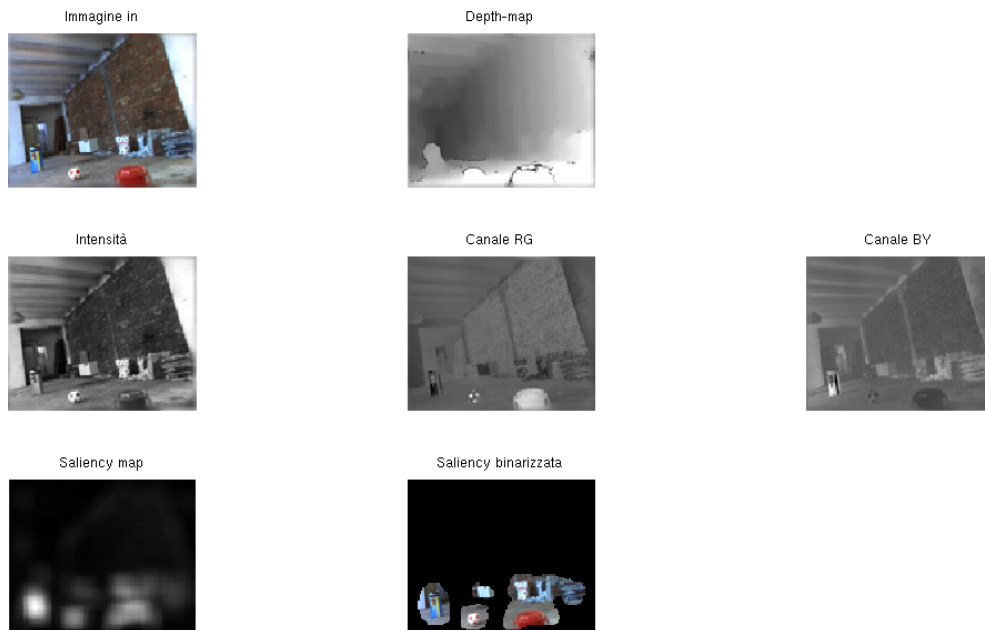 Immagine in
Depth-map
Intensità
Canale RG
Canale BY
Saliency map
Saliency binarizzata